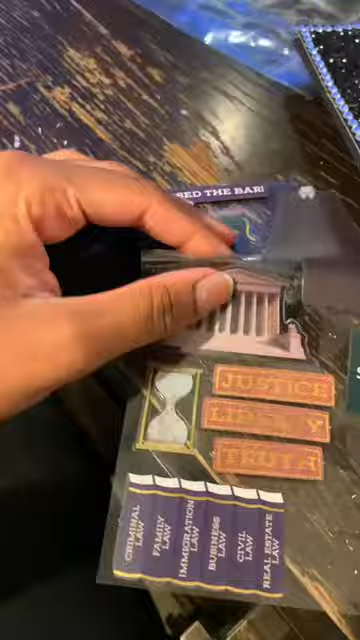 SED THE BAR!
JUSTICE
LIBERTY
TRUTH
CRIMINAL LAW
FAMILY LAW
IMMIGRATION LAW
BUSINESS LAW
CIVIL LAW
REAL ESTATE LAW
S